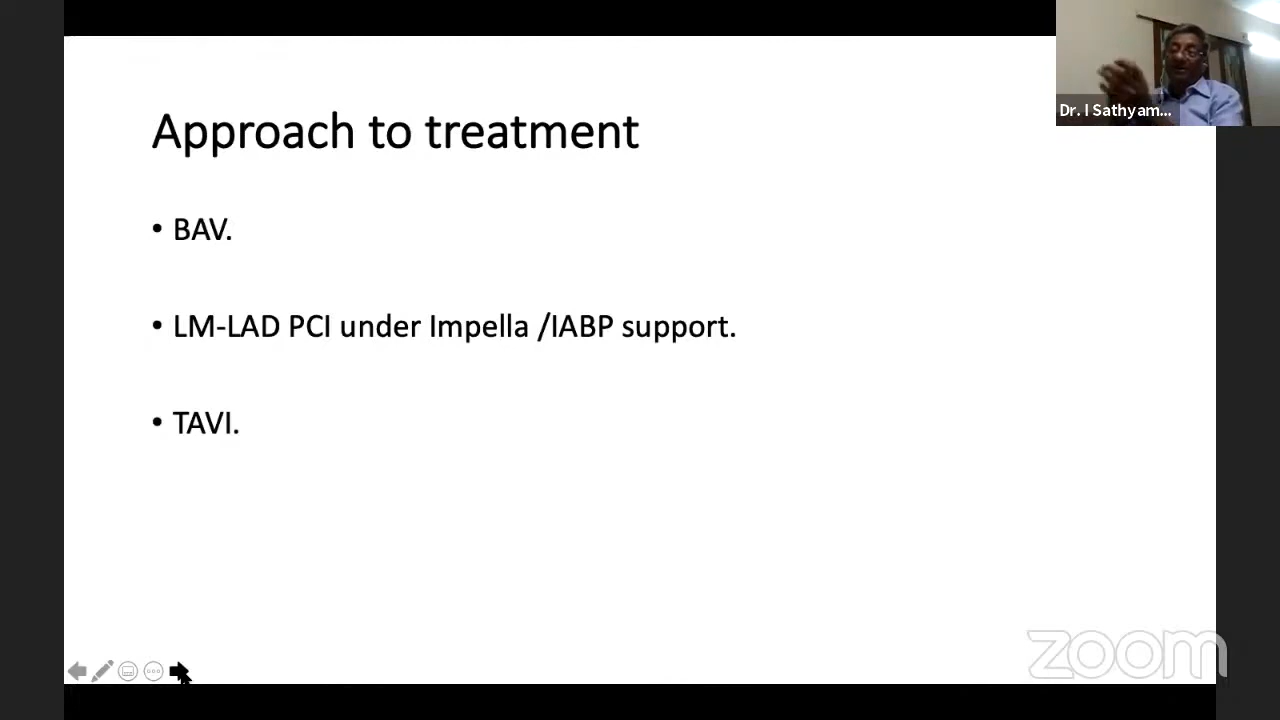 Dr. I Sathyam...
Approach to treatment
• BAV.
• LM-LAD PCI under Impella /IABP support.
• TAVI.
zoom